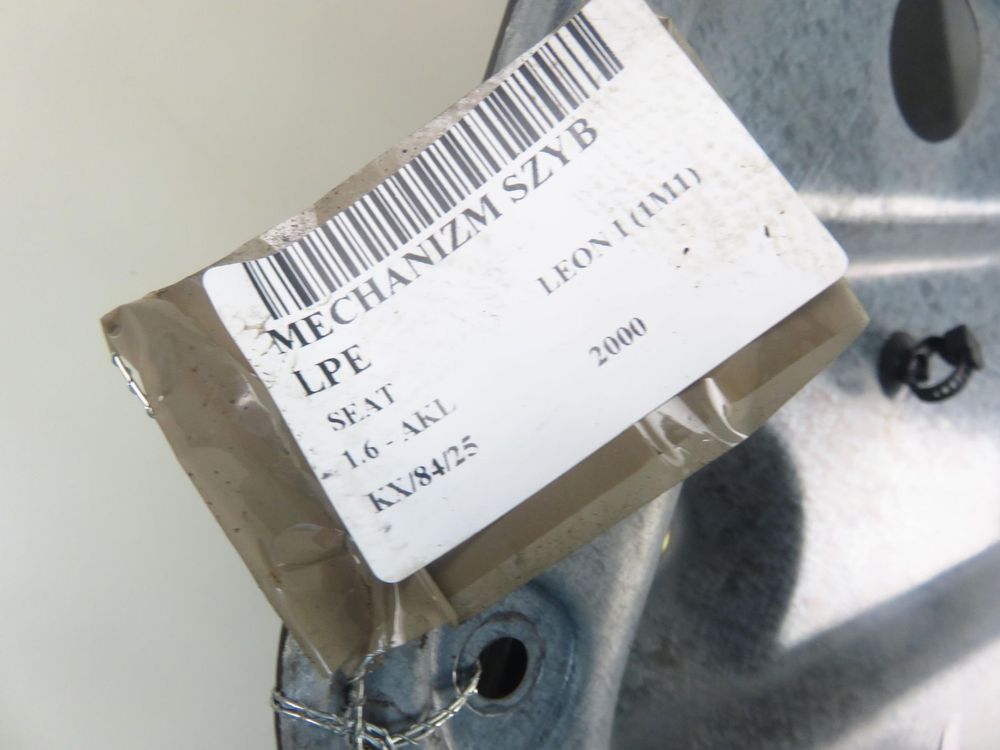 MECHANIZM SZYB
LPE
SEAT LEON I (1M1)
1.6 - AKL 2000
KX/84/25